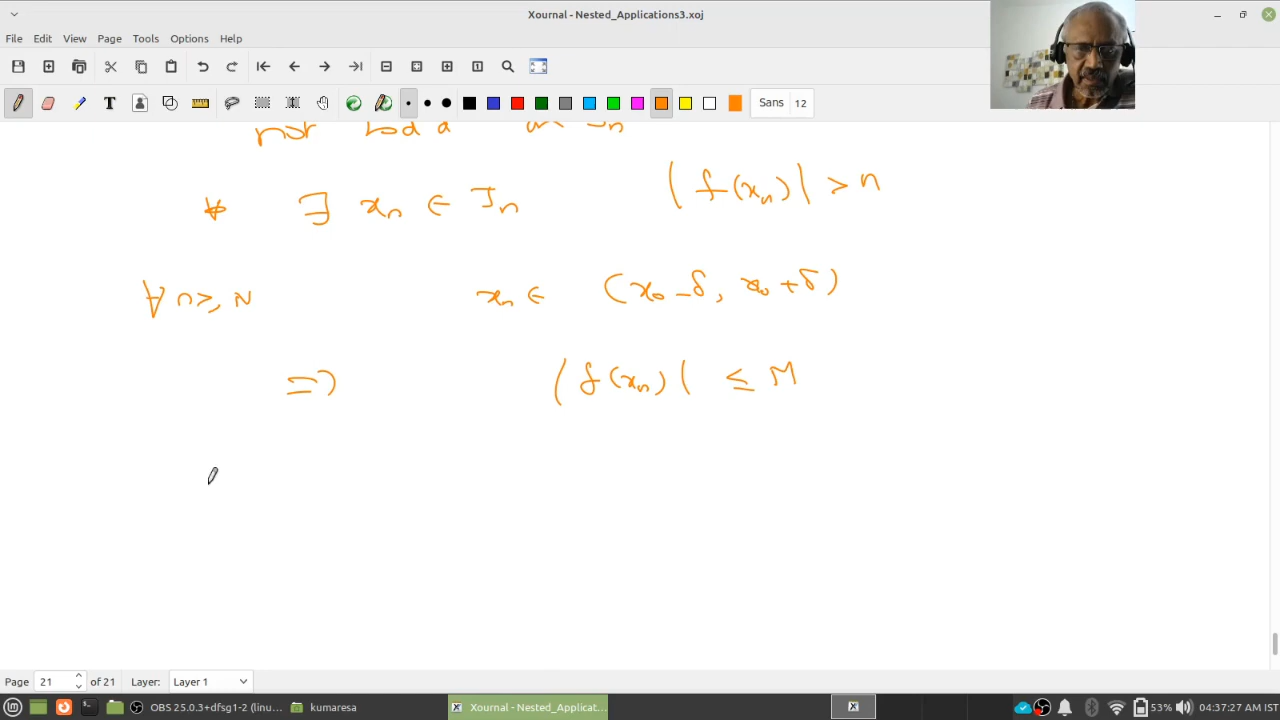 Xournal - Nested_Applications3.xoj
File Edit View Page Tools Options Help
Sans 12
∃ xₙ ∈ Jₙ |f(xₙ)| > n
∀ n ≥ N xₙ ∈ (x₀ - δ, x₀ + δ)
⇒ |f(xₙ)| ≤ M
Page 21 of 21 Layer: Layer 1
OBS 25.0.3+dfsg1-2 (linu... kumaresa Xournal - Nested_Applicat... 53% 04:37:27 AM IST